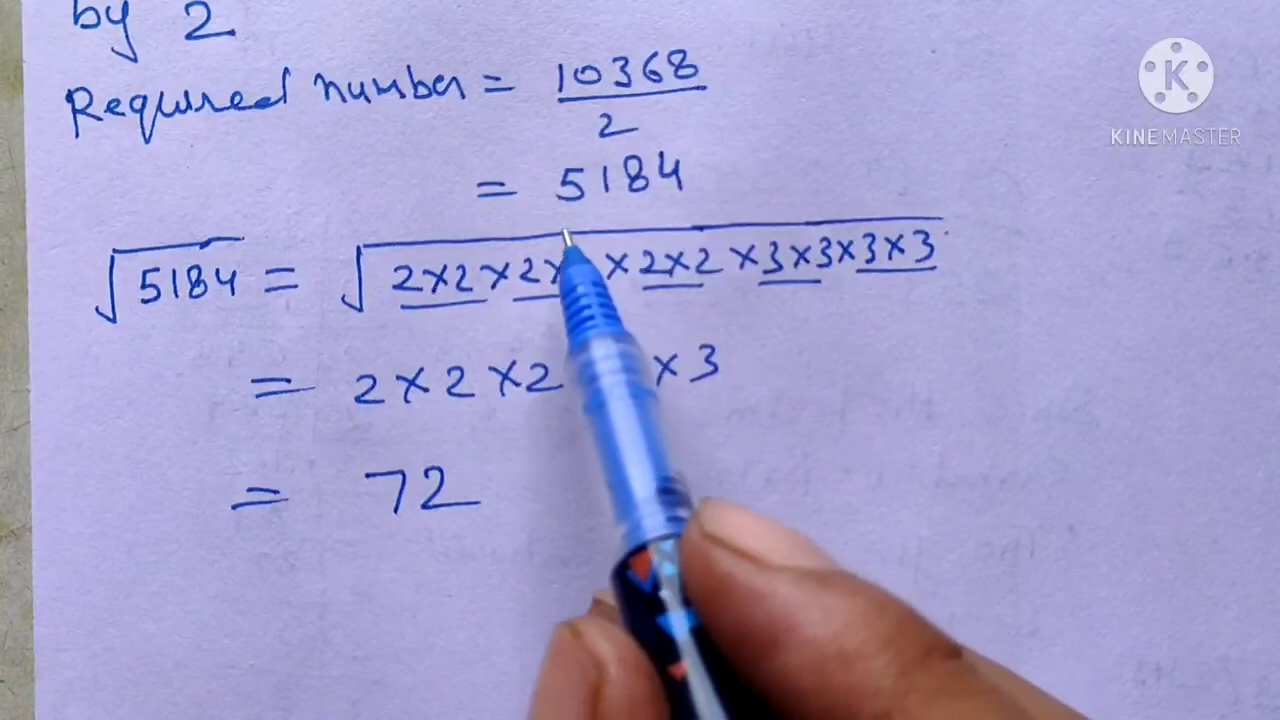 by 2
Required number = 10368
2
= 5184
√5184 = √2×2×2× ×2×2×3×3×3×3
= 2×2×2 ×3
= 72
K
KINEMASTER